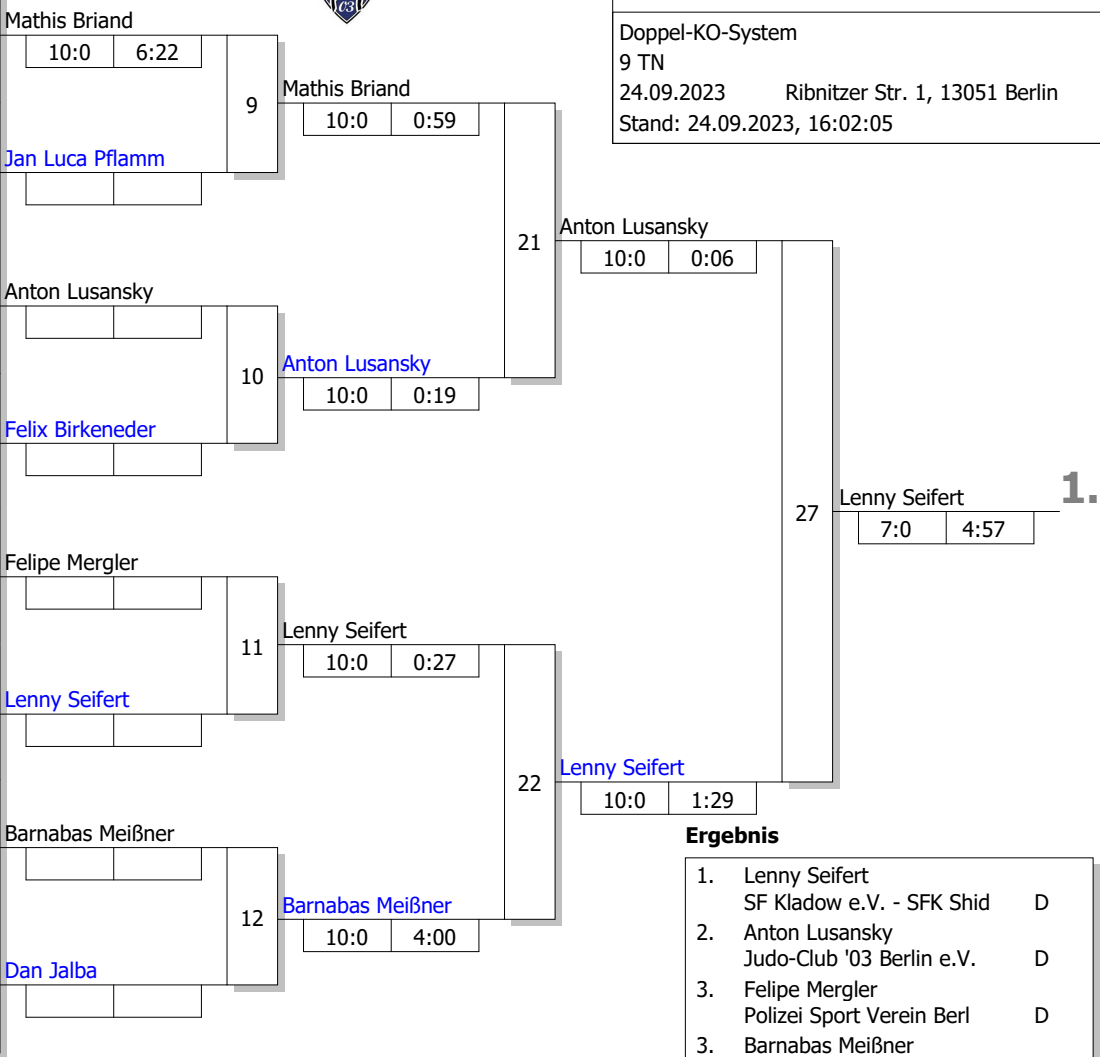 C3
Doppel-KO-System
9 TN
24.09.2023 Ribnitzer Str. 1, 13051 Berlin
Stand: 24.09.2023, 16:02:05
Mathis Briand
10:0 6:22
9
Jan Luca Pflamm
Mathis Briand
10:0 0:59
21
Anton Lusansky
10:0 0:06
Anton Lusansky
10
Felix Birkeneder
Anton Lusansky
10:0 0:19
27
Lenny Seifert
7:0 4:57
1.
Felipe Mergler
11
Lenny Seifert
Lenny Seifert
10:0 0:27
22
Lenny Seifert
10:0 1:29
Barnabas Meißner
12
Dan Jalba
Barnabas Meißner
10:0 4:00
Ergebnis
1. Lenny Seifert
SF Kladow e.V. - SFK Shid D
2. Anton Lusansky
Judo-Club '03 Berlin e.V. D
3. Felipe Mergler
Polizei Sport Verein Berl D
3. Barnabas Meißner